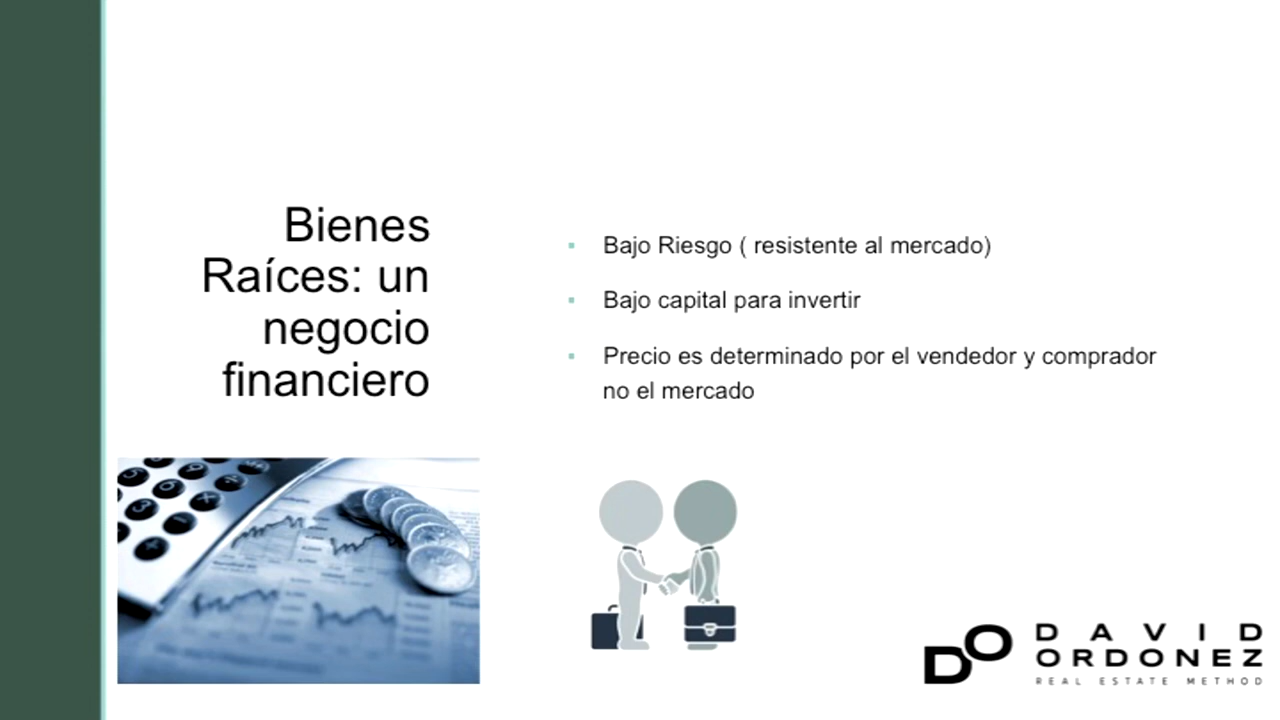 Bienes
Raíces: un
negocio
financiero
Bajo Riesgo ( resistente al mercado)
Bajo capital para invertir
Precio es determinado por el vendedor y comprador
no el mercado
DO
DAVID
ORDONEZ
REAL ESTATE METHOD